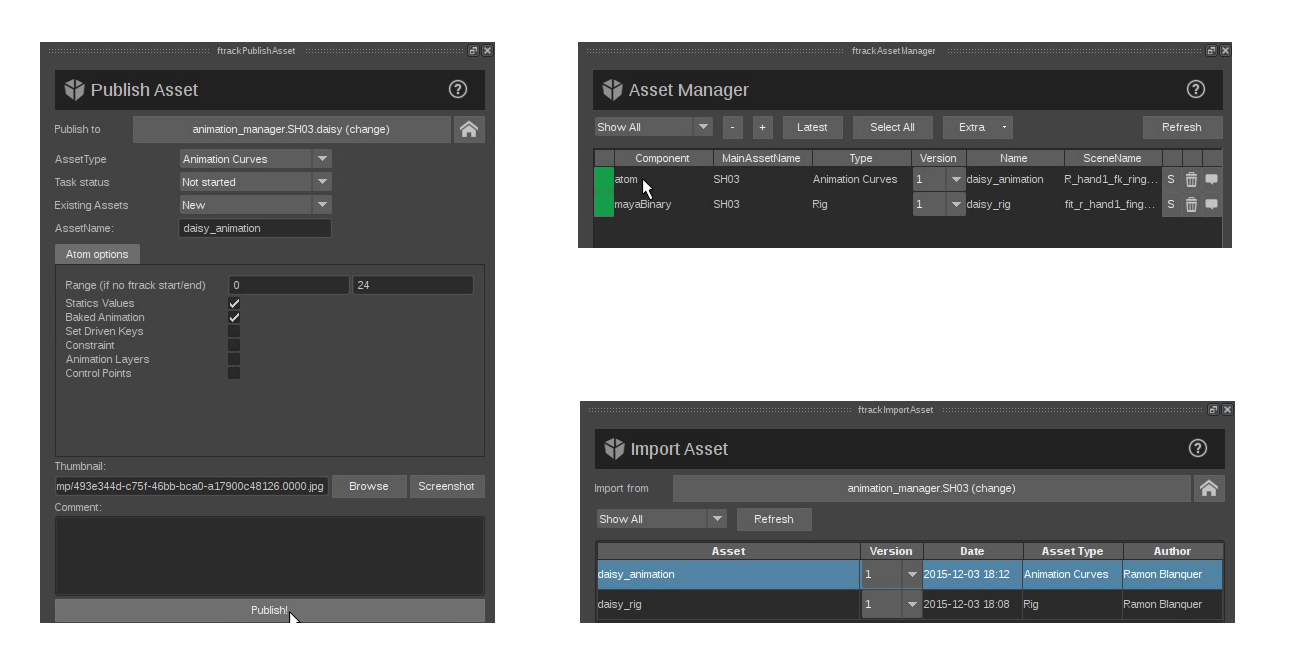 ftrackPublishAsset
Publish Asset
?
Publish to animation_manager.SH03.daisy (change)
AssetType Animation Curves
Task status Not started
Existing Assets New
AssetName: daisy_animation
Atom options
Range (if no ftrack start/end) 0 24
Statics Values
Baked Animation
Set Driven Keys
Constraint
Animation Layers
Control Points
Thumbnail:
mp/493e344d-c75f-46bb-bca0-a17900c48126.0000.jpg Browse Screenshot
Comment:
Publish!
ftrackAssetManager
Asset Manager
?
Show All - + Latest Select All Extra Refresh
Component MainAssetName Type Version Name SceneName
atom SH03 Animation Curves 1 daisy_animation R_hand1_fk_ring... S
mayaBinary SH03 Rig 1 daisy_rig fit_r_hand1_fing... S
ftrackImportAsset
Import Asset
?
Import from animation_manager.SH03 (change)
Show All Refresh
Asset Version Date Asset Type Author
daisy_animation 1 2015-12-03 18:12 Animation Curves Ramon Blanquer
daisy_rig 1 2015-12-03 18:08 Rig Ramon Blanquer